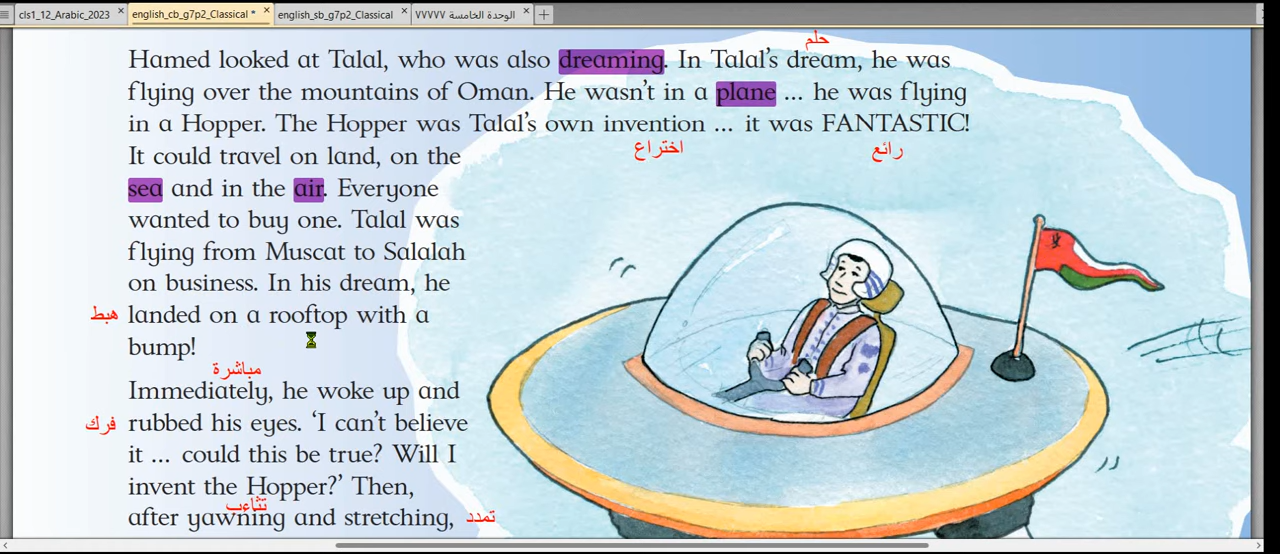 cls1_12_Arabic_2023 ×
english_cb_g7p2_Classical * ×
english_sb_g7p2_Classical ×
الوحدة الخامسة ٧٧٧٧٧ ×
حلم
Hamed looked at Talal, who was also dreaming. In Talal's dream, he was
flying over the mountains of Oman. He wasn't in a plane ... he was flying
in a Hopper. The Hopper was Talal's own invention ... it was FANTASTIC!
اختراع رائع
It could travel on land, on the
sea and in the air. Everyone
wanted to buy one. Talal was
flying from Muscat to Salalah
on business. In his dream, he
هبط landed on a rooftop with a
bump!
مباشرة
Immediately, he woke up and
فرك rubbed his eyes. 'I can't believe
it ... could this be true? Will I
invent the Hopper?' Then,
تثاءب
after yawning and stretching, تمدد